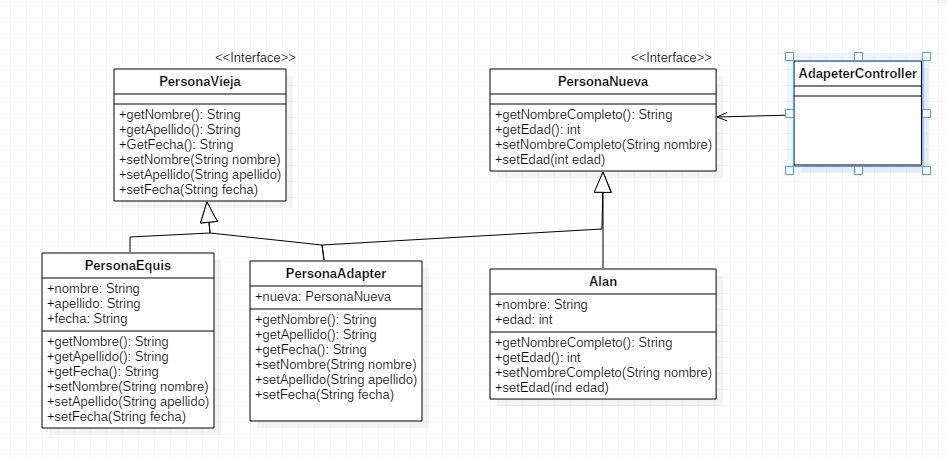 <<Interface>>
PersonaVieja
+getNombre(): String
+getApellido(): String
+GetFecha(): String
+setNombre(String nombre)
+setApellido(String apellido)
+setFecha(String fecha)
<<Interface>>
PersonaNueva
+getNombreCompleto(): String
+getEdad(): int
+setNombreCompleto(String nombre)
+setEdad(int edad)
AdapeterController
PersonaEquis
+nombre: String
+apellido: String
+fecha: String
+getNombre(): String
+getApellido(): String
+getFecha(): String
+setNombre(String nombre)
+setApellido(String apellido)
+setFecha(String fecha)
PersonaAdapter
+nueva: PersonaNueva
+getNombre(): String
+getApellido(): String
+getFecha(): String
+setNombre(String nombre)
+setApellido(String apellido)
+setFecha(String fecha)
Alan
+nombre: String
+edad: int
+getNombreCompleto(): String
+getEdad(): int
+setNombreCompleto(String nombre)
+setEdad(ind edad)